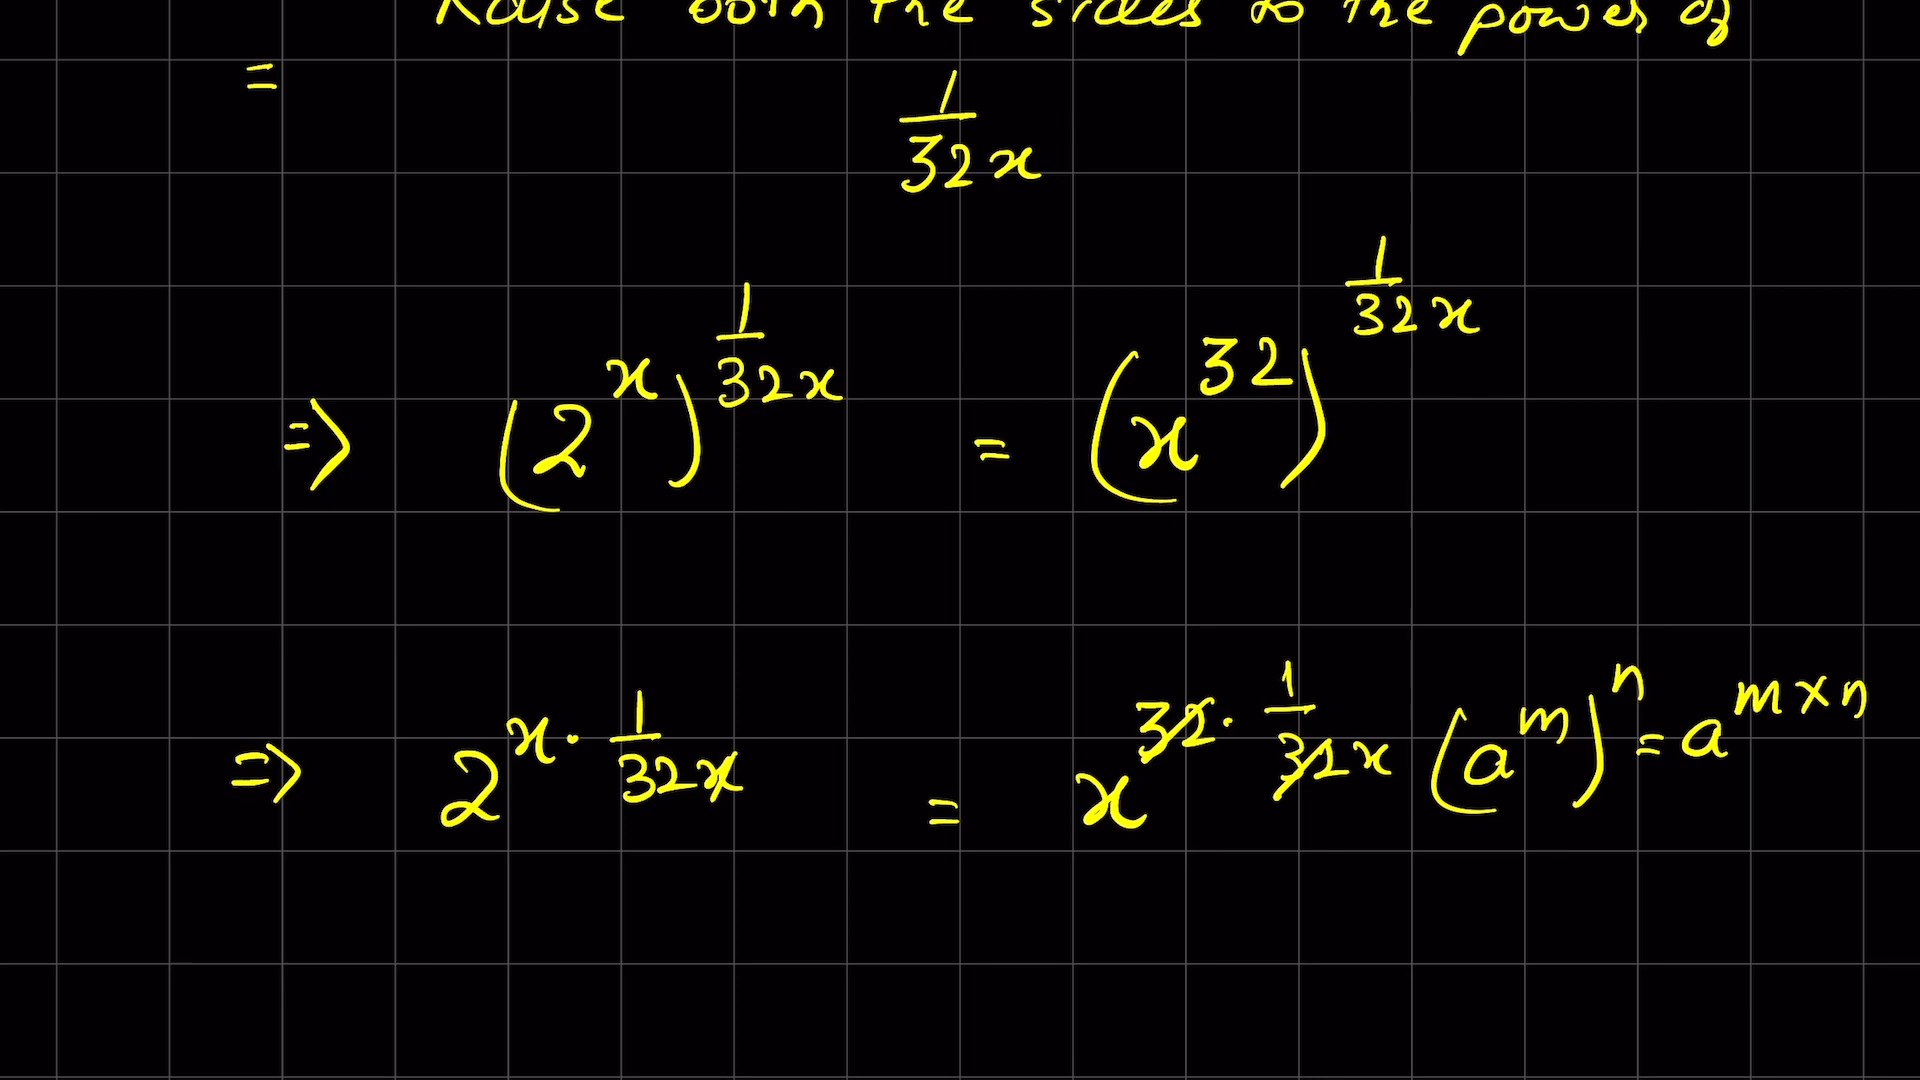 Raise both the sides to the power of
=
1/32x
=> (2^x)^(1/32x) = (x^32)^(1/32x)
=> 2^(x · 1/32x) = x^(32 · 1/32x) (a^m)^n = a^(m×n)